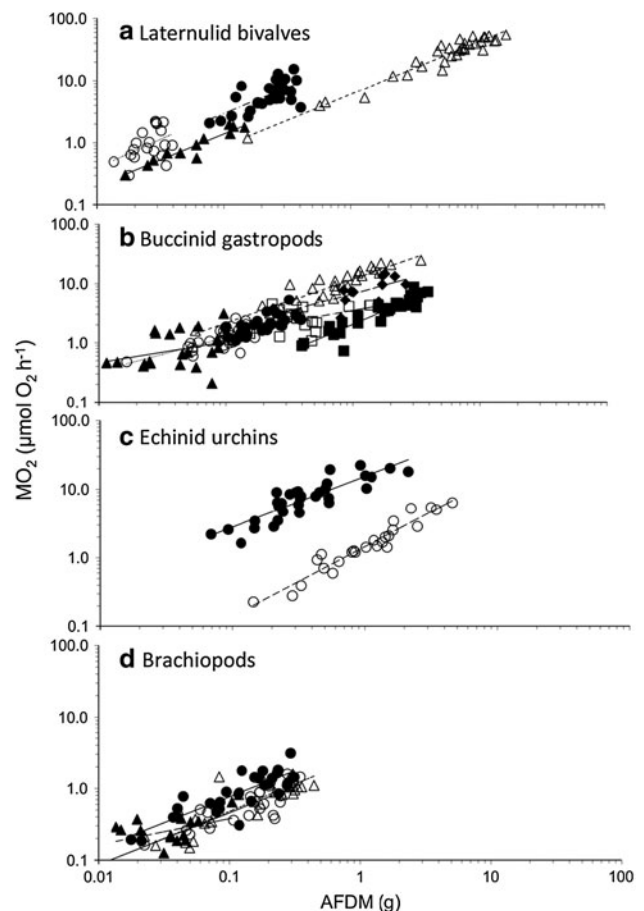 100.0
a Laternulid bivalves
10.0
1.0
0.1
100.0
b Buccinid gastropods
10.0
1.0
0.1
MO₂ (µmol O₂ h⁻¹)
100.0
c Echinid urchins
10.0
1.0
0.1
100.0
d Brachiopods
10.0
1.0
0.1
0.01 0.1 1 10 100
AFDM (g)